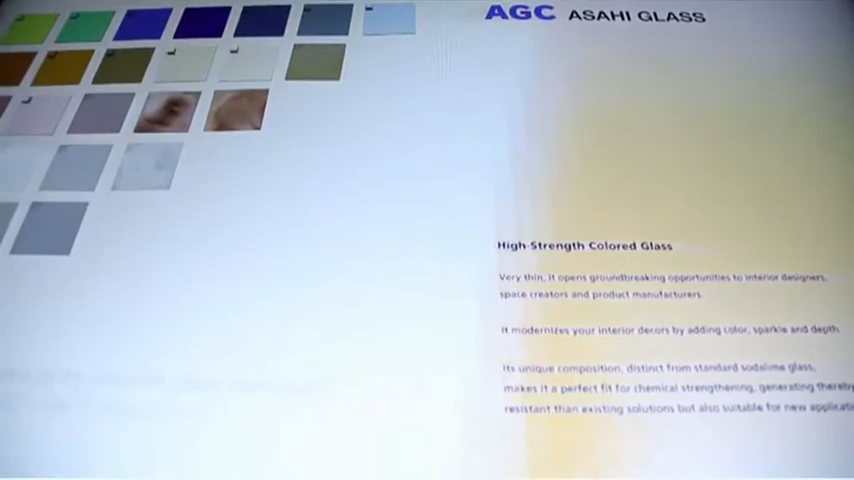 AGC ASAHI GLASS
High-Strength Colored Glass
Very thin, it opens groundbreaking opportunities to interior designers,
space creators and product manufacturers
It modernizes your interior decors by adding color, sparkle and depth
Its unique composition, distinct from standard sodalime glass,
makes it a perfect fit for chemical strengthening, generating thereby
resistant than existing solutions but also suitable for new